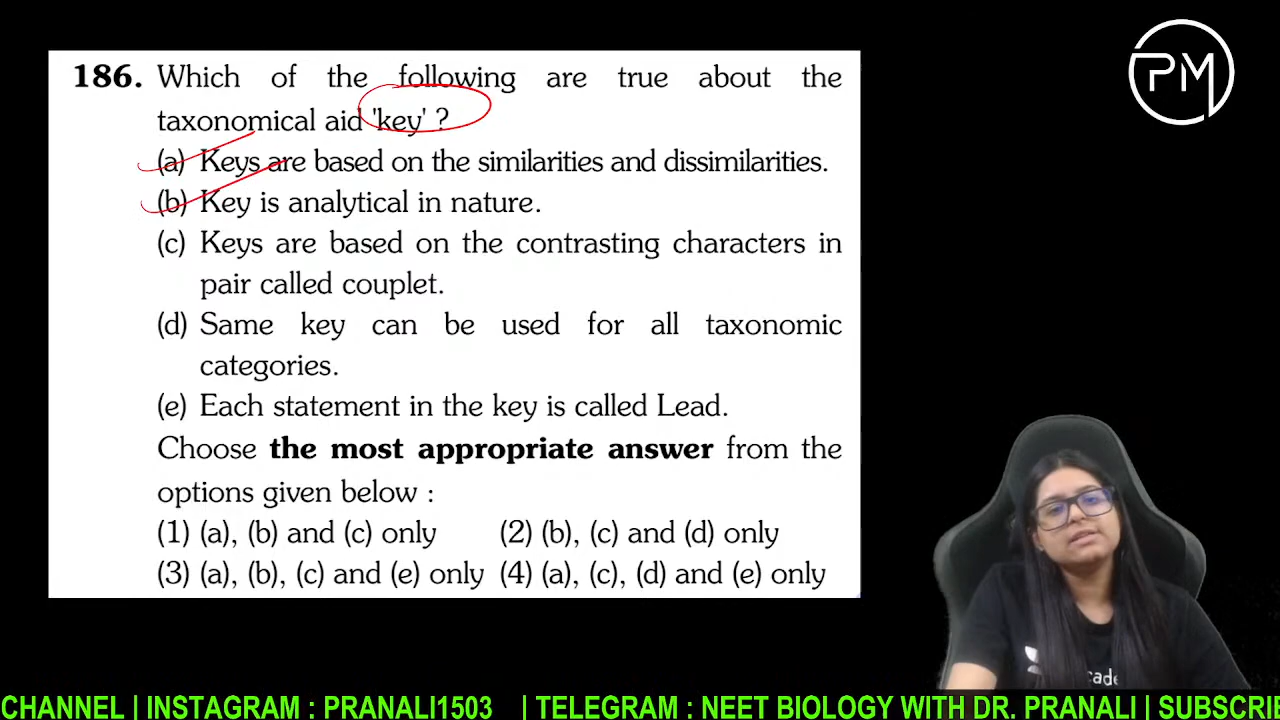 PM
186. Which of the following are true about the
taxonomical aid 'key' ?
(a) Keys are based on the similarities and dissimilarities.
(b) Key is analytical in nature.
(c) Keys are based on the contrasting characters in
pair called couplet.
(d) Same key can be used for all taxonomic
categories.
(e) Each statement in the key is called Lead.
Choose the most appropriate answer from the
options given below :
(1) (a), (b) and (c) only (2) (b), (c) and (d) only
(3) (a), (b), (c) and (e) only (4) (a), (c), (d) and (e) only
CHANNEL | INSTAGRAM : PRANALI1503 | TELEGRAM : NEET BIOLOGY WITH DR. PRANALI |